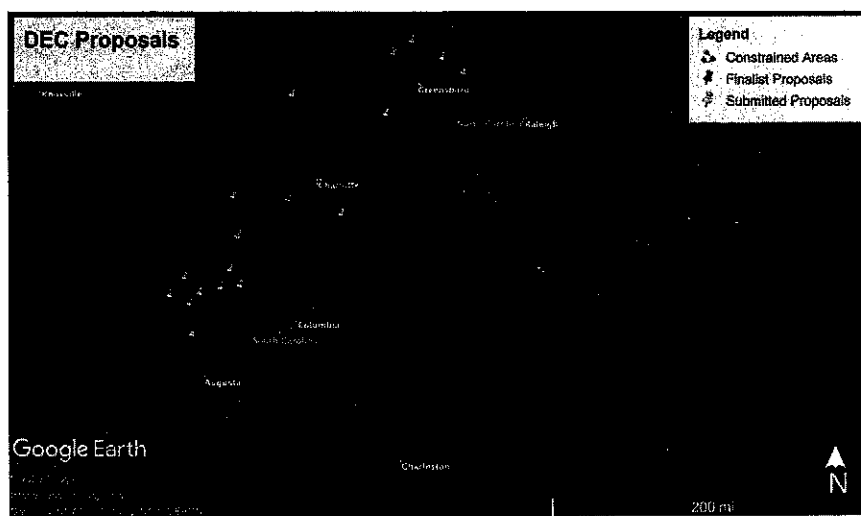 DEC Proposals
Legend
Constrained Areas
Finalist Proposals
Submitted Proposals
Knoxville
Greensboro
Raleigh
Charlotte
Columbia
South Carolina
Augusta
Google Earth
Charleston
N
200 mi